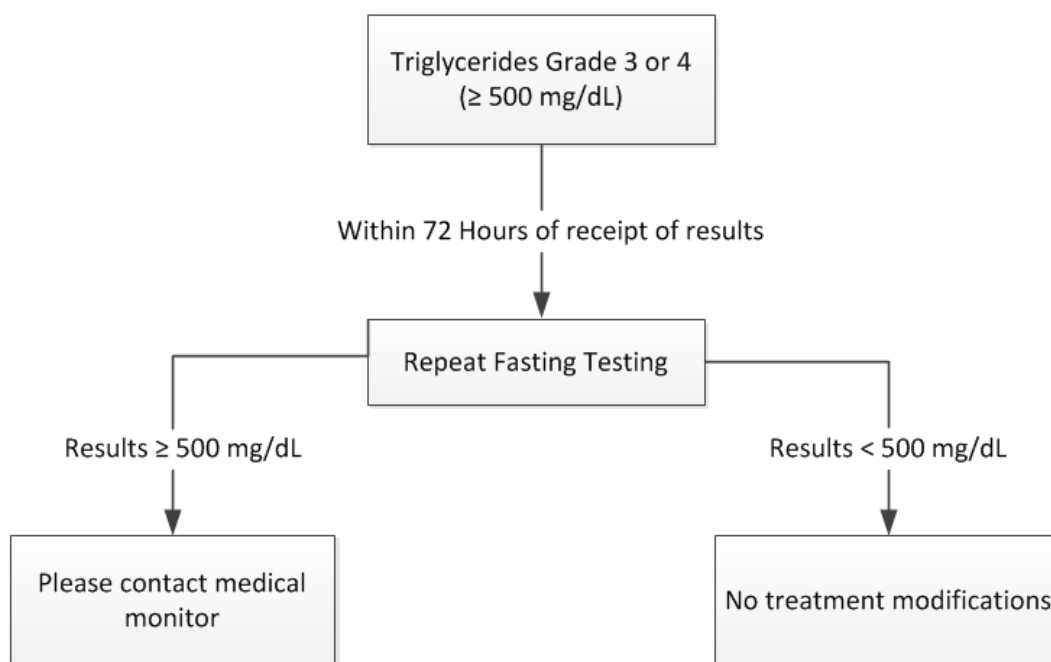 Triglycerides Grade 3 or 4
(≥ 500 mg/dL)
Within 72 Hours of receipt of results
Repeat Fasting Testing
Results ≥ 500 mg/dL
Results < 500 mg/dL
Please contact medical
monitor
No treatment modifications